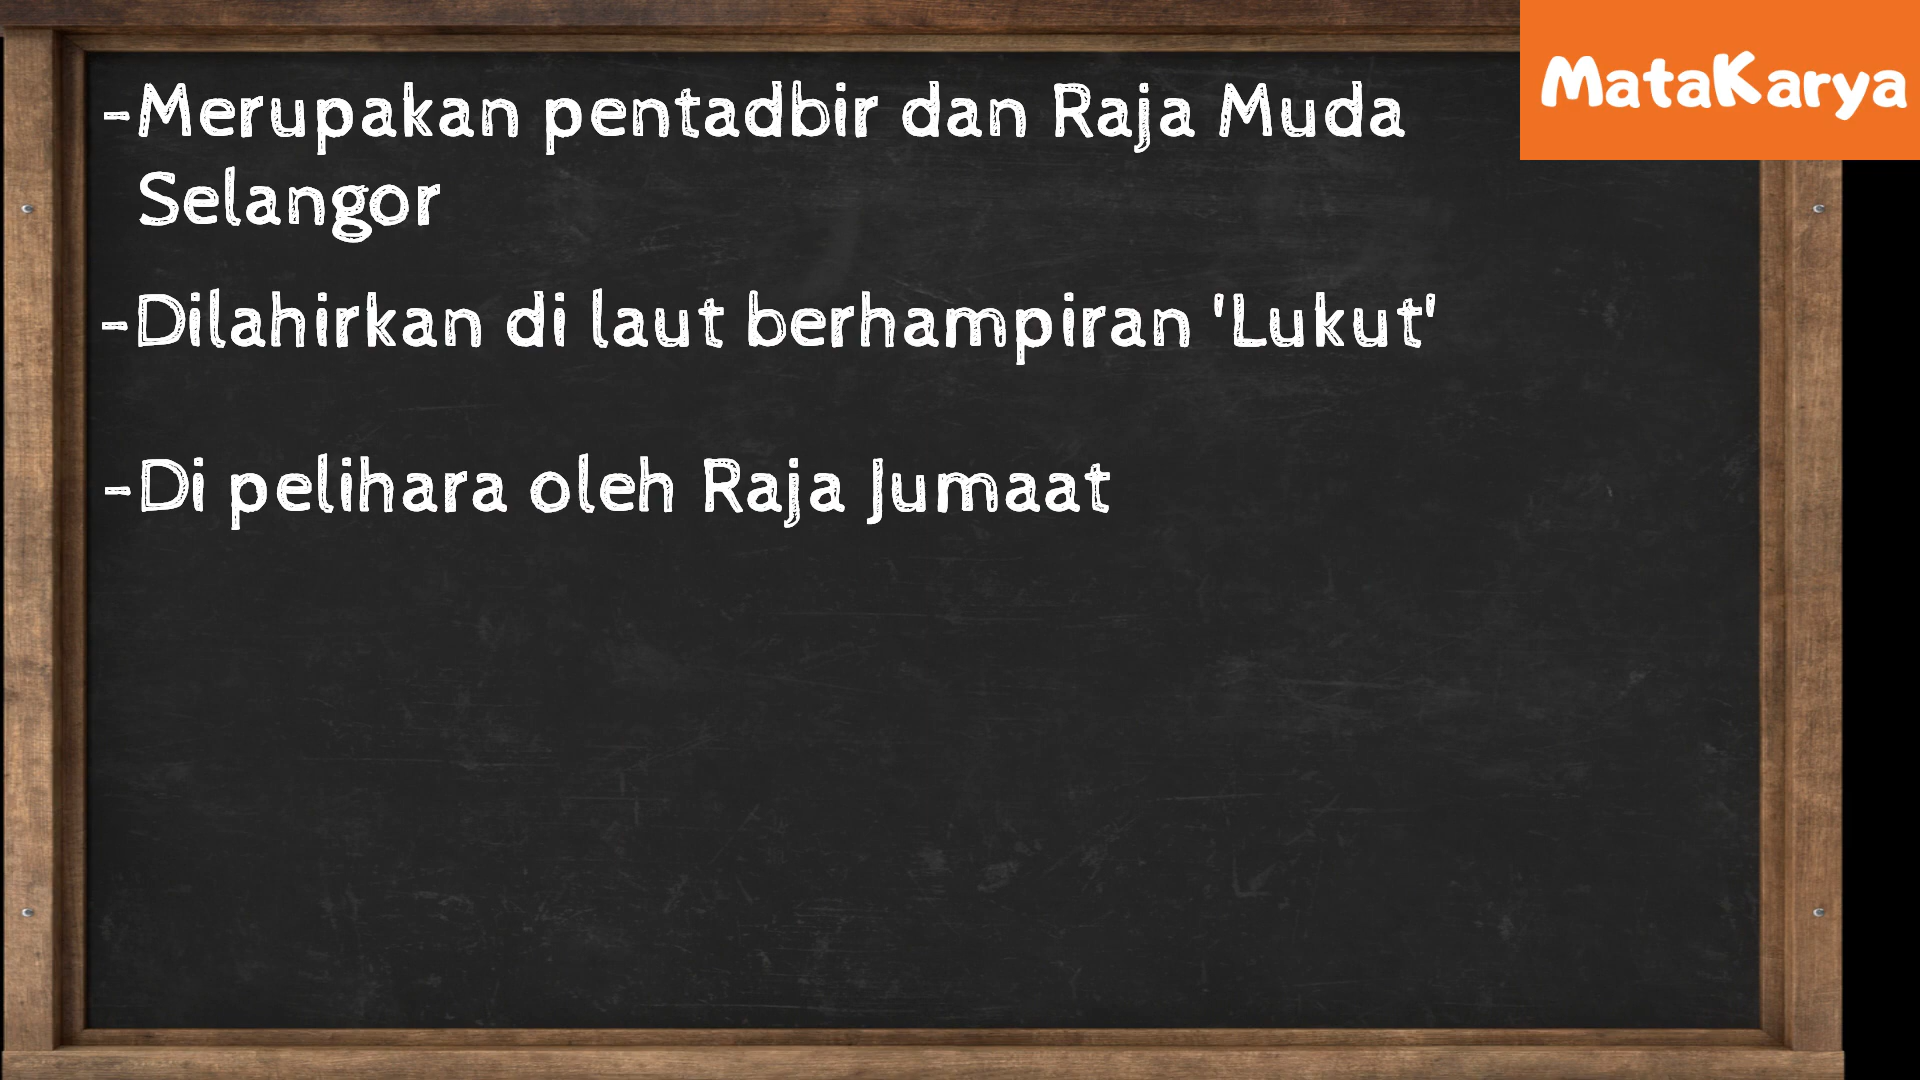 MataKarya
-Merupakan pentadbir dan Raja Muda
Selangor
-Dilahirkan di laut berhampiran 'Lukut'
-Di pelihara oleh Raja Jumaat